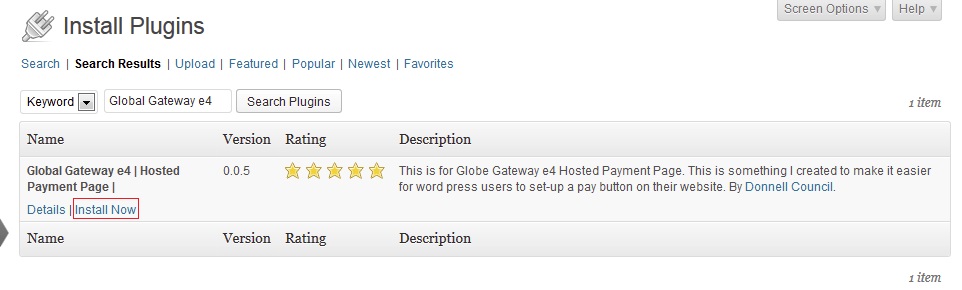 Screen Options ▼ Help ▼
Install Plugins
Search | Search Results | Upload | Featured | Popular | Newest | Favorites
Keyword Global Gateway e4 Search Plugins 1 item
Name Version Rating Description
Global Gateway e4 | Hosted Payment Page | 0.0.5 This is for Globe Gateway e4 Hosted Payment Page. This is something I created to make it easier
for word press users to set-up a pay button on their website. By Donnell Council.
Details | Install Now
Name Version Rating Description
1 item